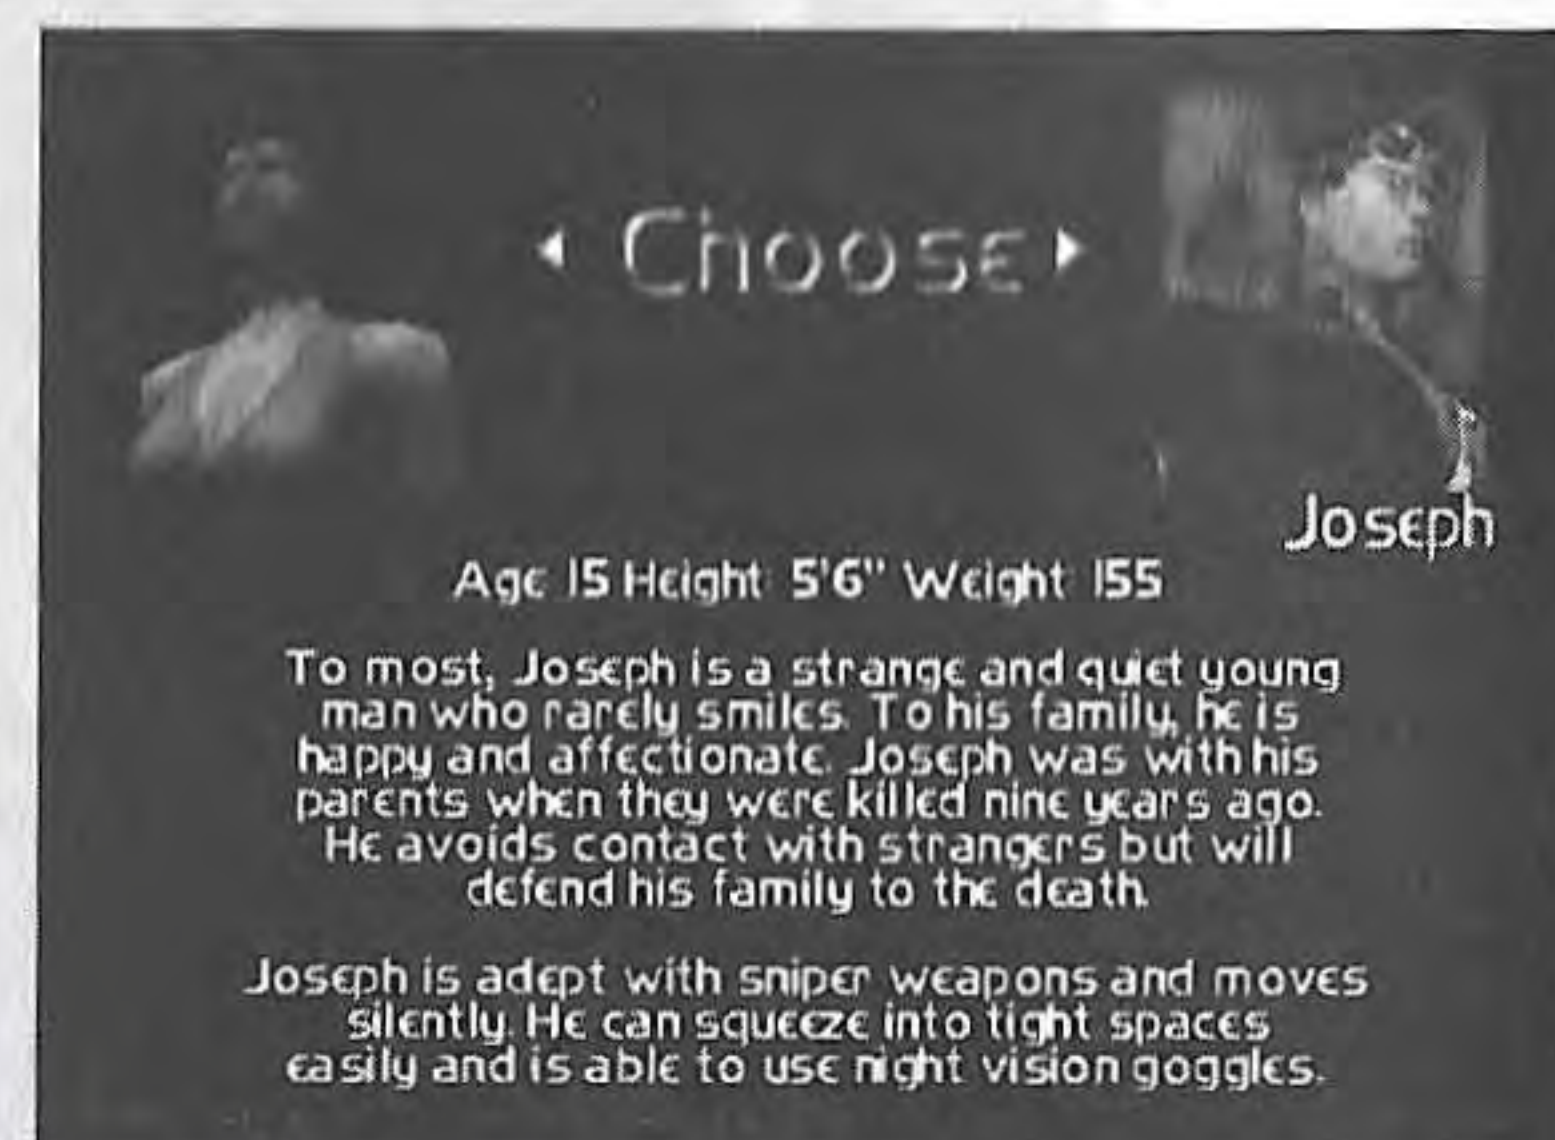 Choose
Joseph
Age 15 Height 5'6" Weight 155
To most, Joseph is a strange and quiet young
man who rarely smiles. To his family, he is
happy and affectionate. Joseph was with his
parents when they were killed nine years ago.
He avoids contact with strangers but will
defend his family to the death.
Joseph is adept with sniper weapons and moves
silently. He can squeeze into tight spaces
easily and is able to use night vision goggles.